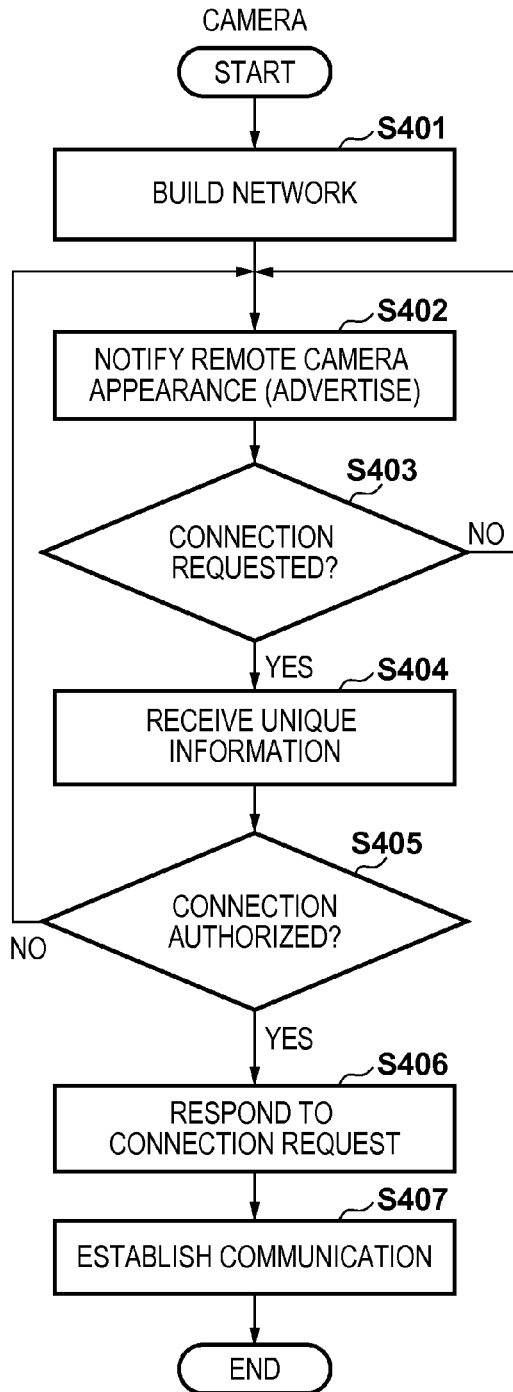 CAMERA
START
S401
BUILD NETWORK
S402
NOTIFY REMOTE CAMERA
APPEARANCE (ADVERTISE)
S403
CONNECTION
REQUESTED?
NO
YES
S404
RECEIVE UNIQUE
INFORMATION
S405
CONNECTION
AUTHORIZED?
NO
YES
S406
RESPOND TO
CONNECTION REQUEST
S407
ESTABLISH COMMUNICATION
END